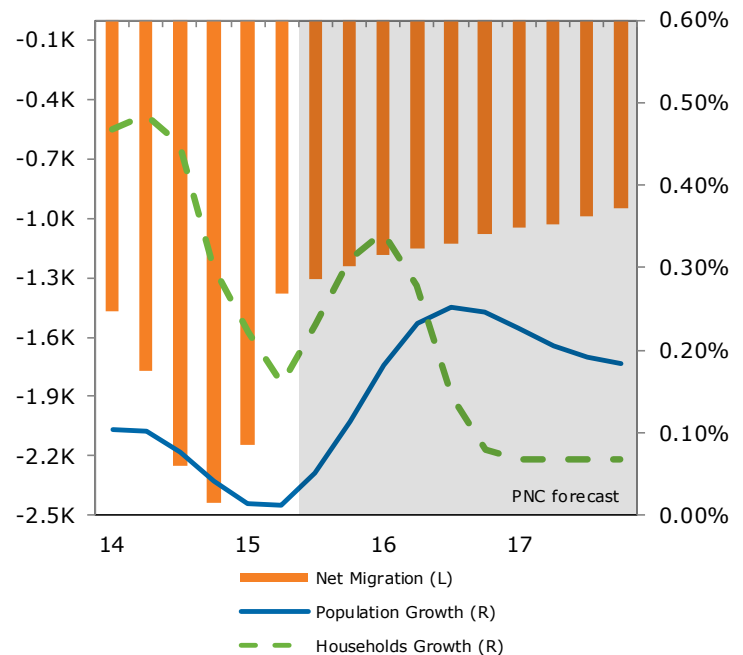 -0.1K
-0.4K
-0.7K
-1.0K
-1.3K
-1.6K
-1.9K
-2.2K
-2.5K
0.60%
0.50%
0.40%
0.30%
0.20%
0.10%
0.00%
PNC forecast
14 15 16 17
Net Migration (L)
Population Growth (R)
Households Growth (R)